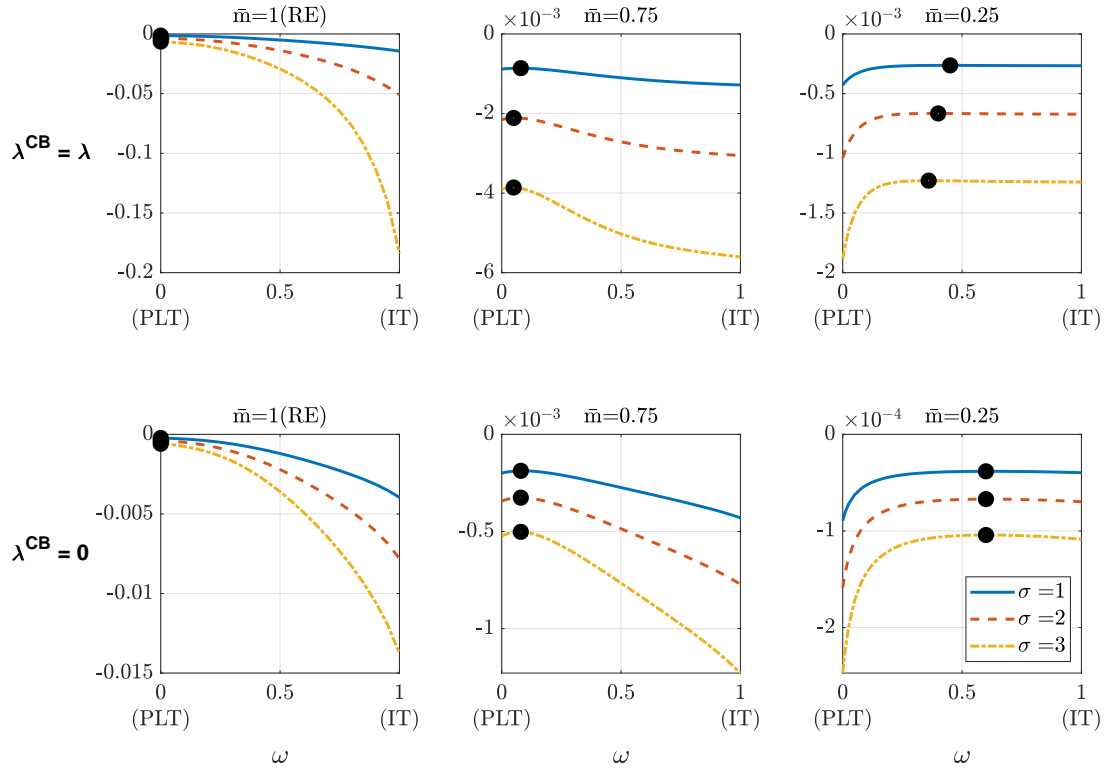 m̄=1(RE)
0
-0.05
-0.1
-0.15
-0.2
0 0.5 1
(PLT) (IT)
×10⁻³ m̄=0.75
0
-2
-4
-6
0 0.5 1
(PLT) (IT)
×10⁻³ m̄=0.25
0
-0.5
-1
-1.5
-2
0 0.5 1
(PLT) (IT)
λ^CB = λ
m̄=1(RE)
0
-0.005
-0.01
-0.015
0 0.5 1
(PLT) (IT)
ω
×10⁻³ m̄=0.75
0
-0.5
-1
0 0.5 1
(PLT) (IT)
ω
×10⁻⁴ m̄=0.25
0
-1
-2
σ =1
σ =2
σ =3
0 0.5 1
(PLT) (IT)
ω
λ^CB = 0